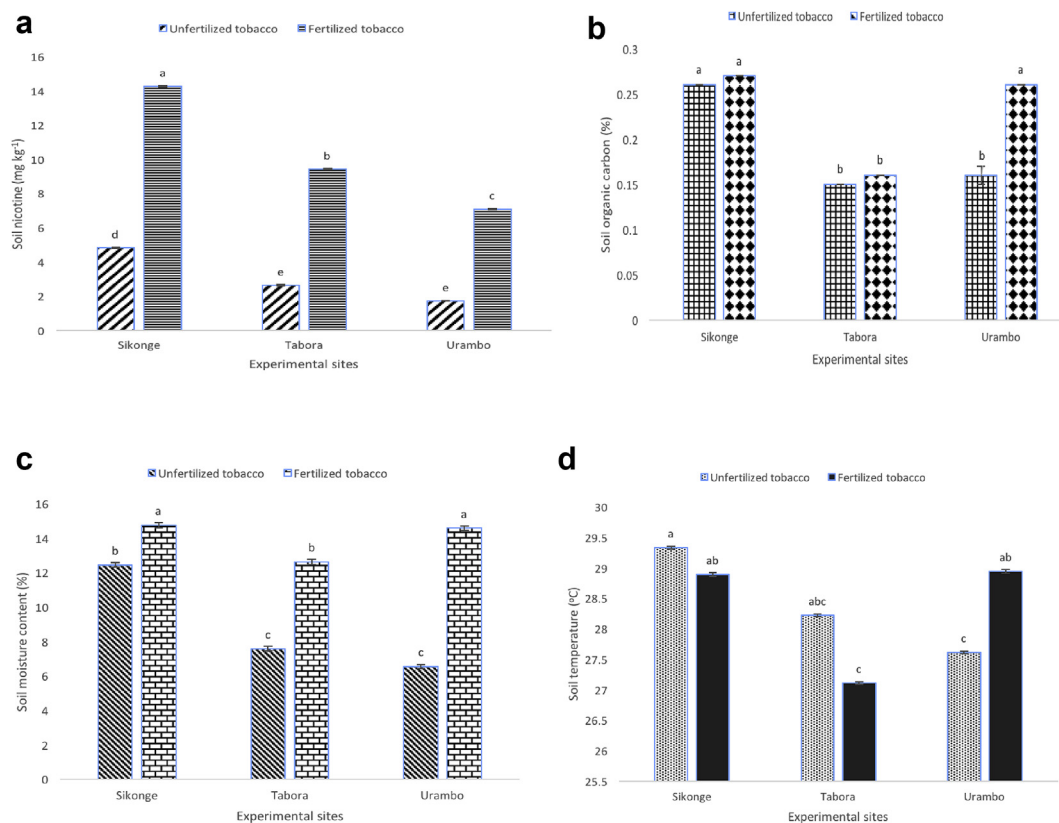 a
Unfertilized tobacco Fertilized tobacco
Soil nicotine (mg kg⁻¹)
16
14
12
10
8
6
4
2
0
a
b
c
d
e
e
Sikonge Tabora Urambo
Experimental sites
b
Unfertilized tobacco Fertilized tobacco
Soil organic carbon (%)
0.3
0.25
0.2
0.15
0.1
0.05
0
a a a
b b b
Sikonge Tabora Urambo
Experimental sites
c
Unfertilized tobacco Fertilized tobacco
Soil moisture content (%)
16
14
12
10
8
6
4
2
0
a a
b b
c c
Sikonge Tabora Urambo
Experimental sites
d
Unfertilized tobacco Fertilized tobacco
Soil temperature (ºC)
30
29.5
29
28.5
28
27.5
27
26.5
26
25.5
a ab ab
abc
c
c
Sikonge Tabora Urambo
Experimental sites